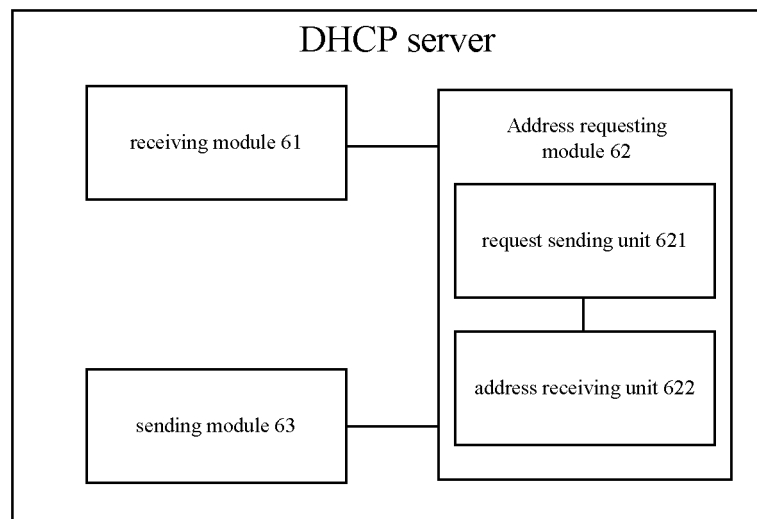 DHCP server
receiving module 61
Address requesting
module 62
request sending unit 621
address receiving unit 622
sending module 63